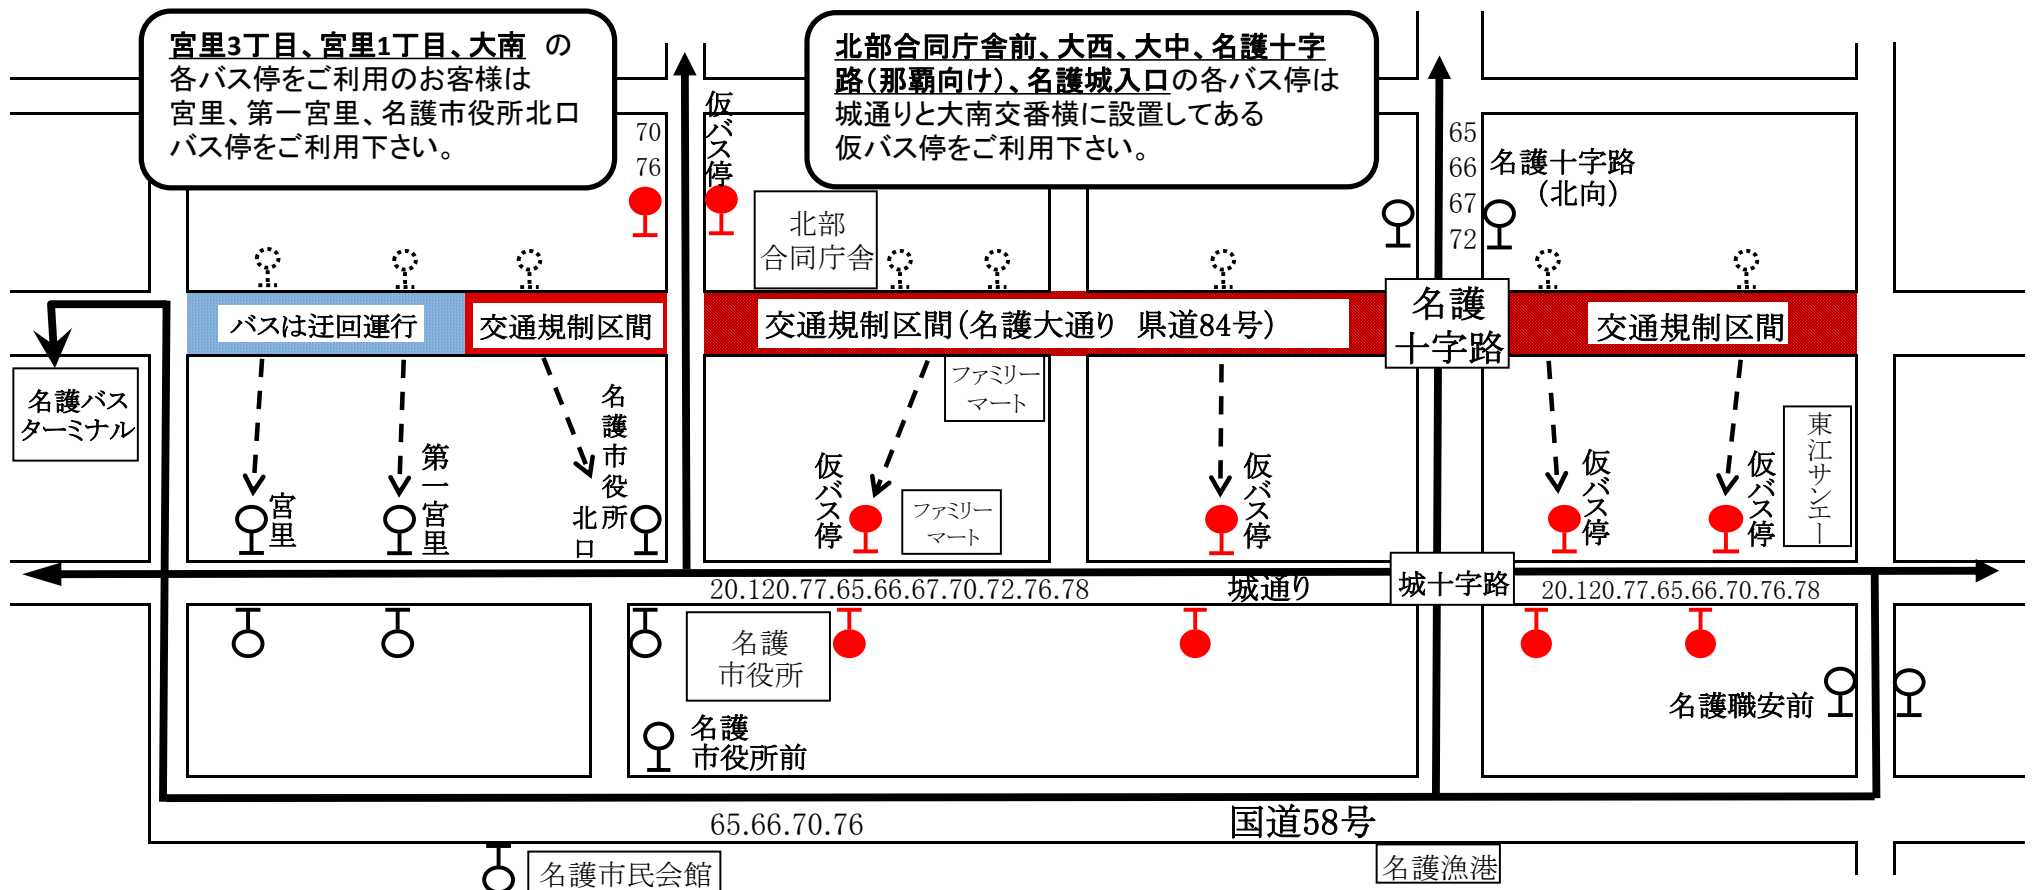 宮里3丁目、宮里1丁目、大南　の
各バス停をご利用のお客様は
宮里、第一宮里、名護市役所北口
バス停をご利用下さい。
北部合同庁舎前、大西、大中、名護十字
路(那覇向け)、名護城入口の各バス停は
城通りと大南交番横に設置してある
仮バス停をご利用下さい。
70
76
仮バス停
北部
合同庁舎
65
66
67
72
名護十字路
(北向)
バスは迂回運行
交通規制区間
交通規制区間(名護大通り　県道84号)
名護
十字路
交通規制区間
名護バス
ターミナル
宮里
第一宮里
名護市役所
北口
仮バス停
ファミリー
マート
ファミリー
マート
仮バス停
仮バス停
仮バス停
東江サンエー
20.120.77.65.66.67.70.72.76.78
城通り
城十字路
20.120.77.65.66.70.76.78
名護
市役所
名護
市役所前
名護職安前
65.66.70.76
国道58号
名護市民会館
名護漁港